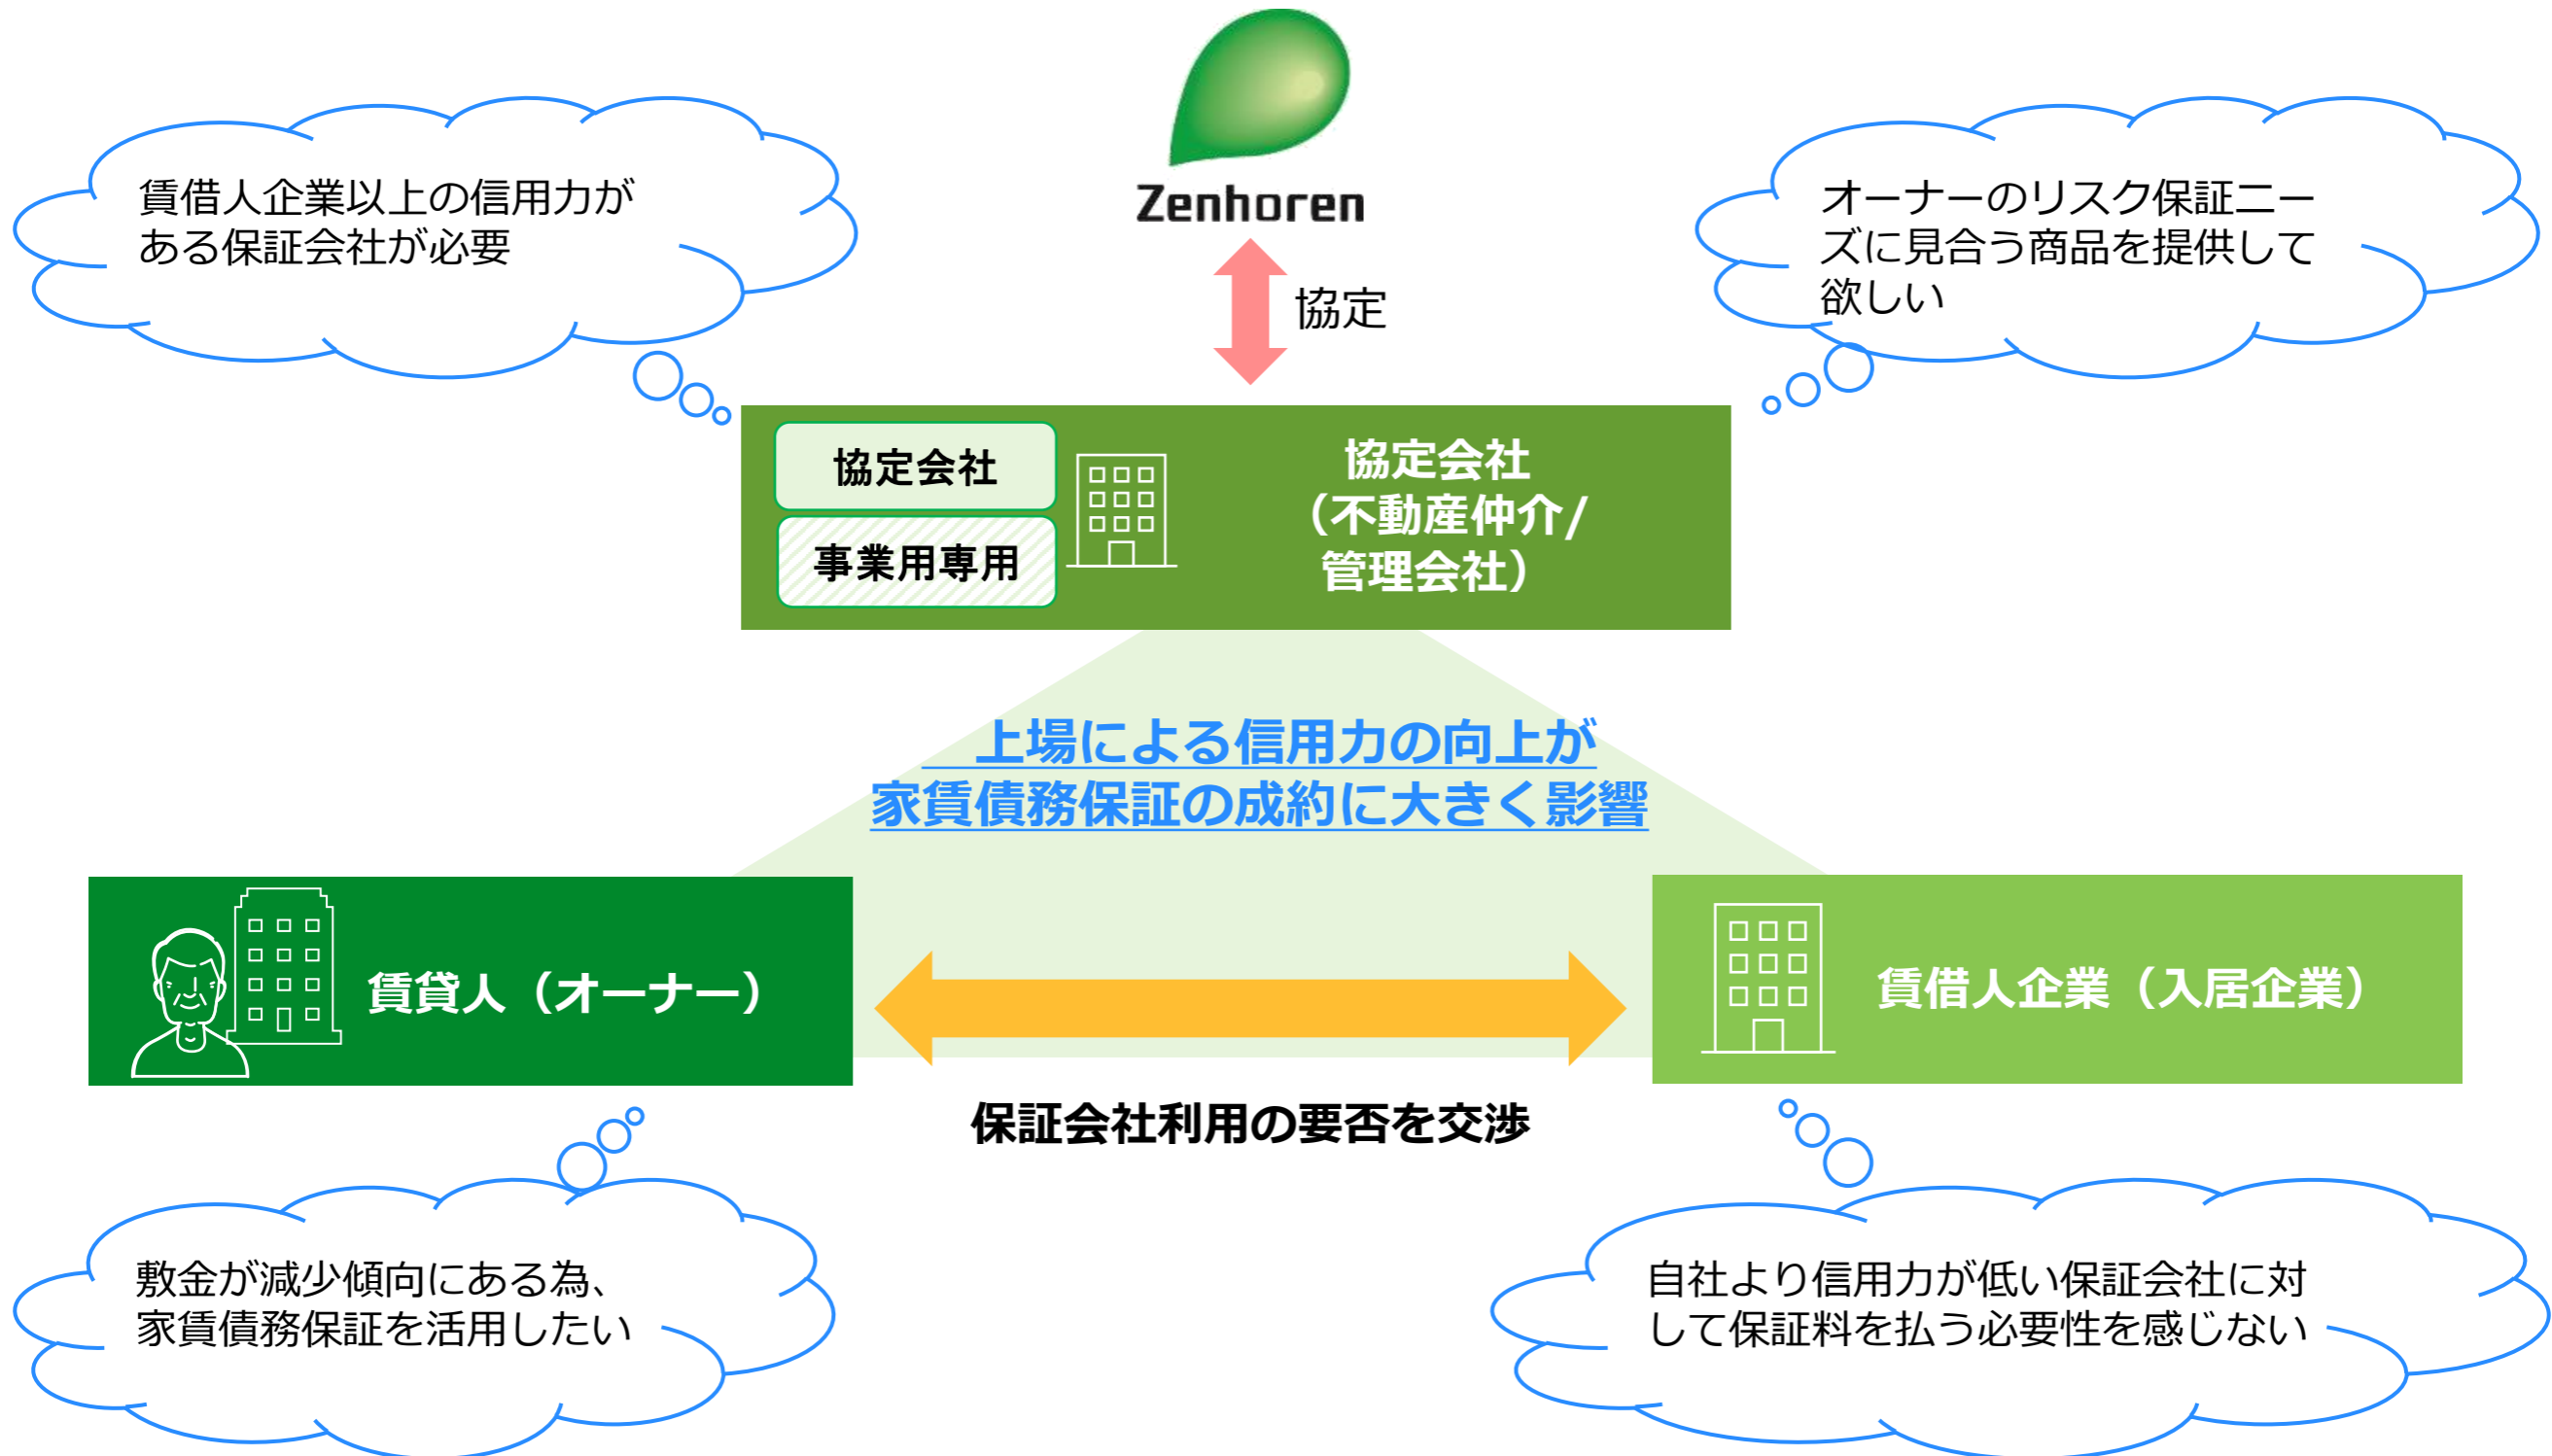 Zenhoren
協定
賃借人企業以上の信用力が
ある保証会社が必要
オーナーのリスク保証ニー
ズに見合う商品を提供して
欲しい
協定会社
事業用専用
協定会社
（不動産仲介/
管理会社）
上場による信用力の向上が
家賃債務保証の成約に大きく影響
賃貸人（オーナー）
賃借人企業（入居企業）
保証会社利用の要否を交渉
敷金が減少傾向にある為、
家賃債務保証を活用したい
自社より信用力が低い保証会社に対
して保証料を払う必要性を感じない